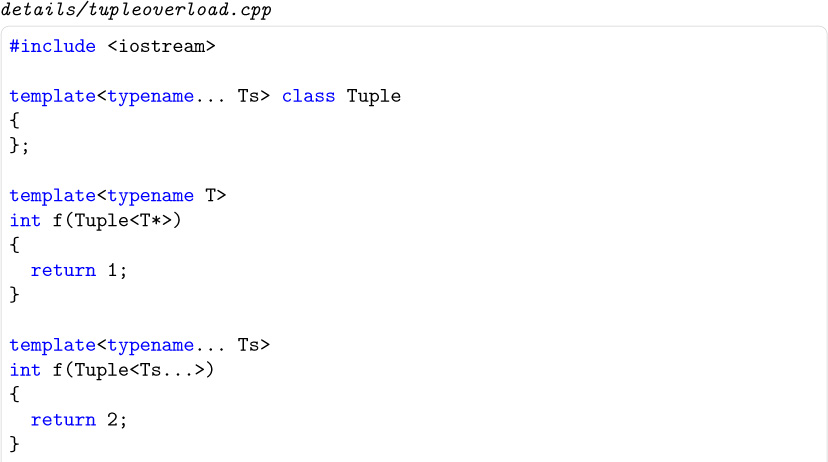 details/tupleoverload.cpp
#include <iostream>
template<typename... Ts> class Tuple
{
};
template<typename T>
int f(Tuple<T*>)
{
return 1;
}
template<typename... Ts>
int f(Tuple<Ts...>)
{
return 2;
}